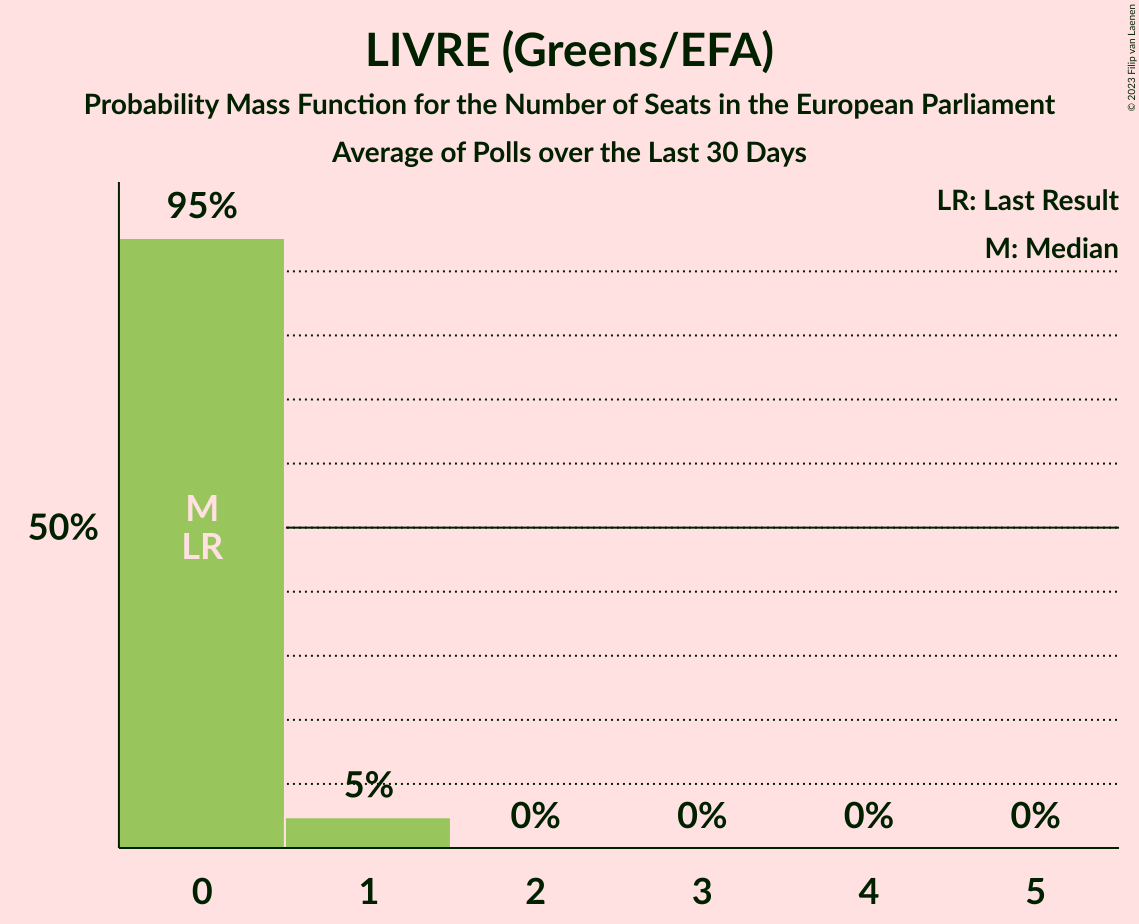 LIVRE (Greens/EFA)
Probability Mass Function for the Number of Seats in the European Parliament
Average of Polls over the Last 30 Days
© 2023 Filip van Laenen
LR: Last Result
M: Median
95%
50%
M
LR
5%
0%
0%
0%
0%
0
1
2
3
4
5